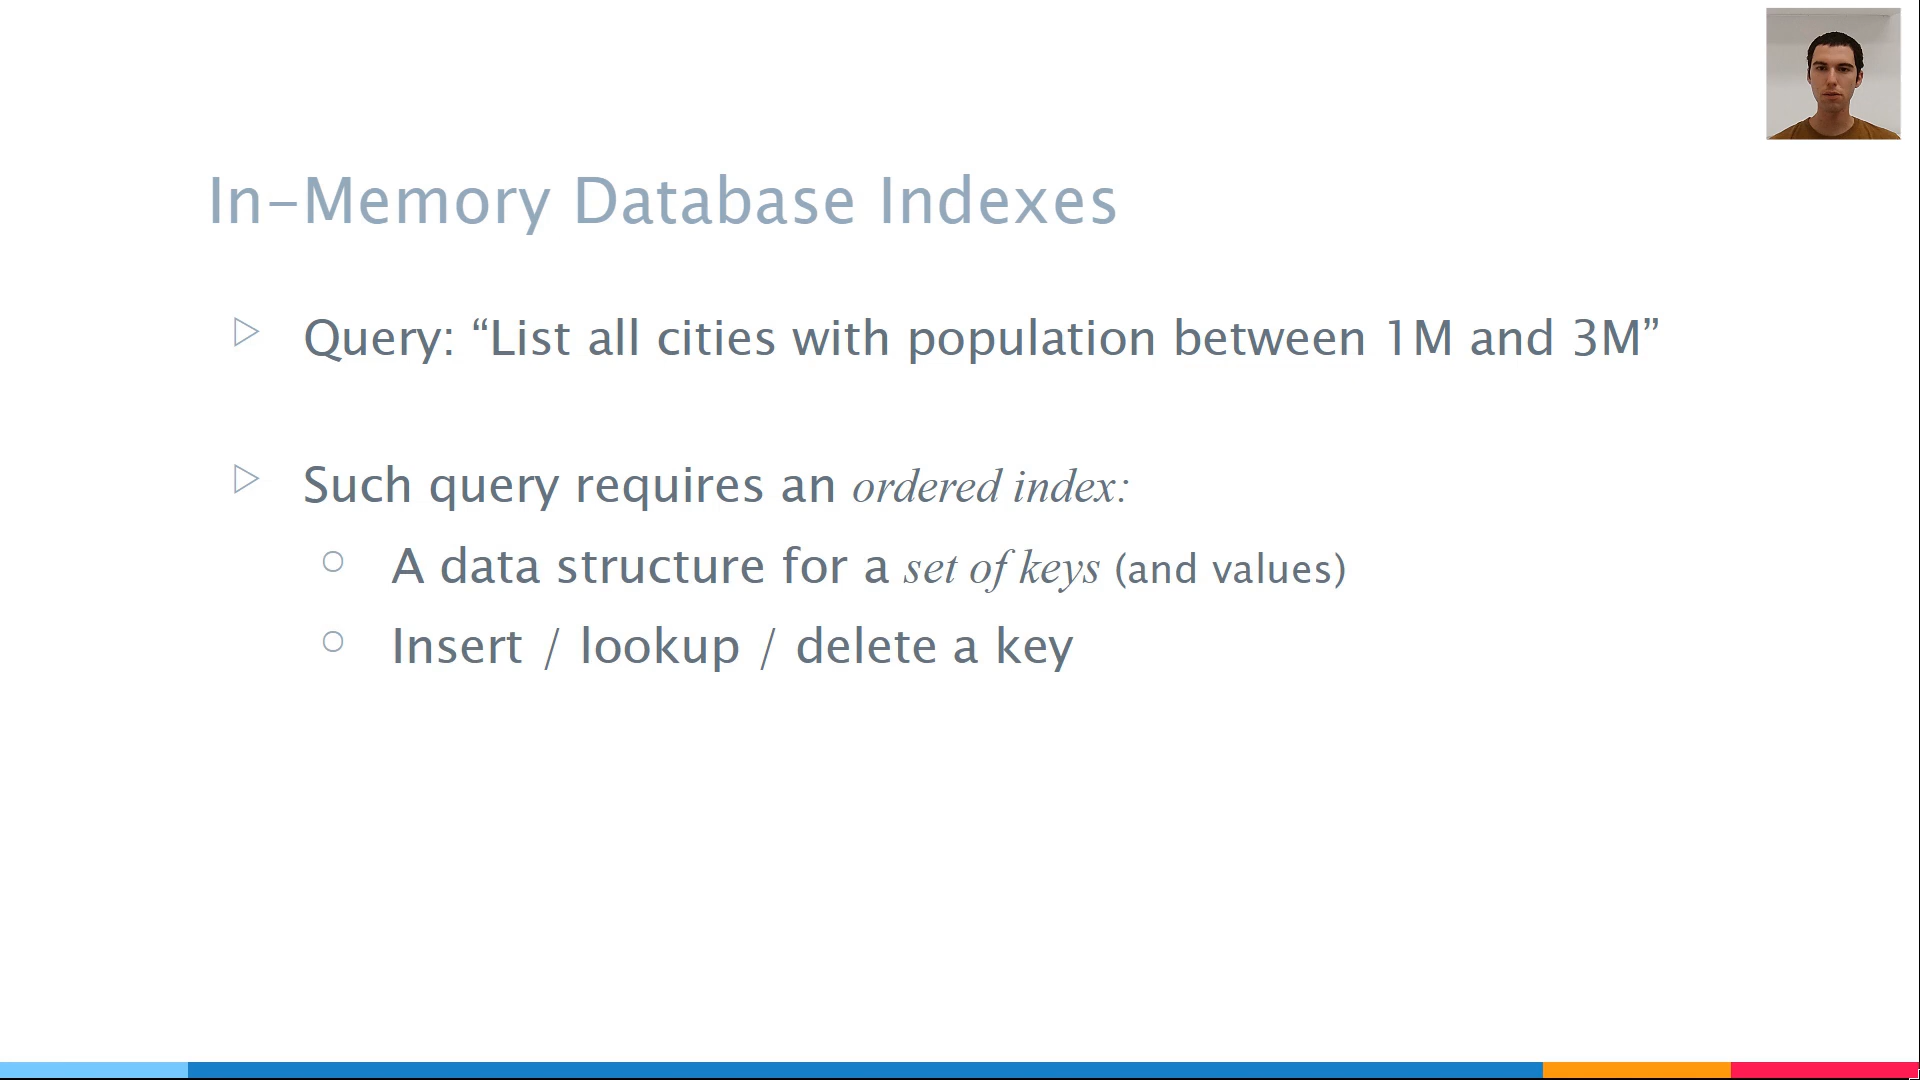 In-Memory Database Indexes
Query: “List all cities with population between 1M and 3M”
Such query requires an ordered index:
A data structure for a set of keys (and values)
Insert / lookup / delete a key